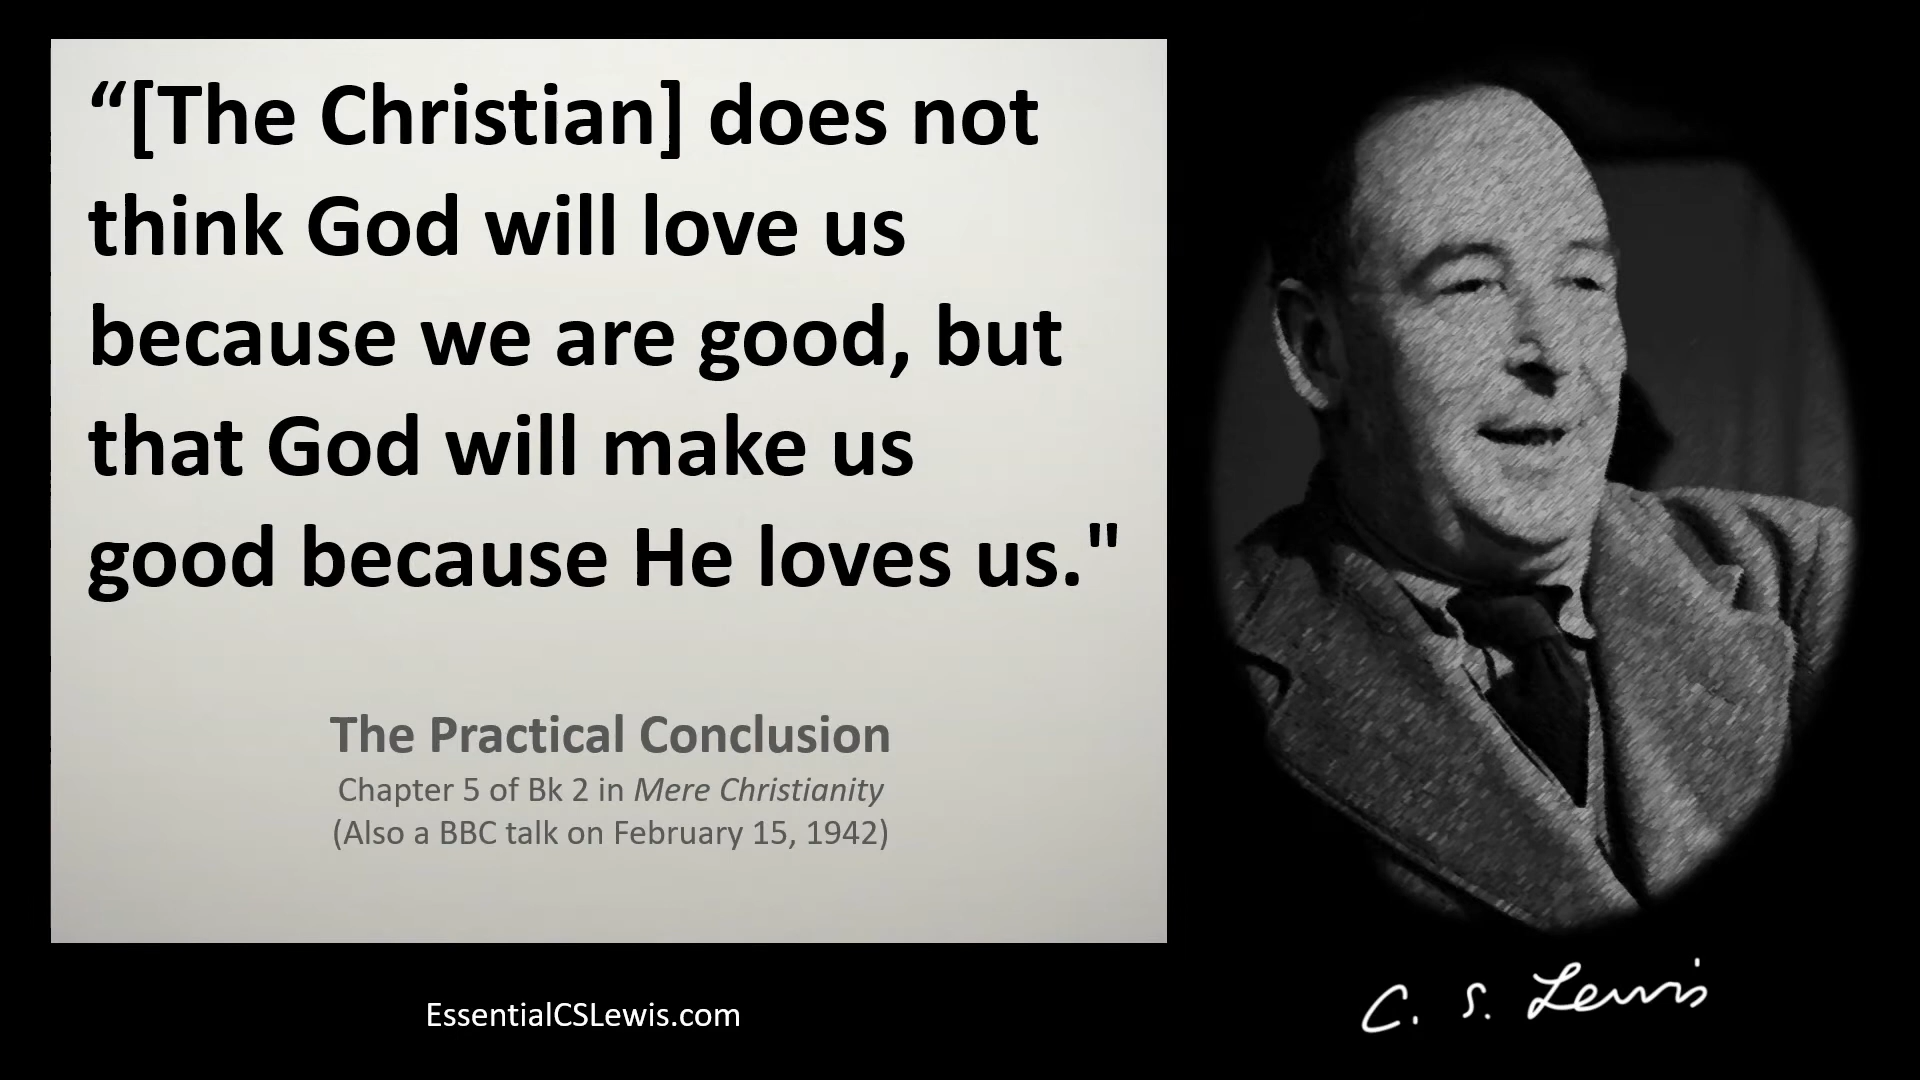 “[The Christian] does not
think God will love us
because we are good, but
that God will make us
good because He loves us."
The Practical Conclusion
Chapter 5 of Bk 2 in Mere Christianity
(Also a BBC talk on February 15, 1942)
EssentialCSLewis.com
C. S. Lewis